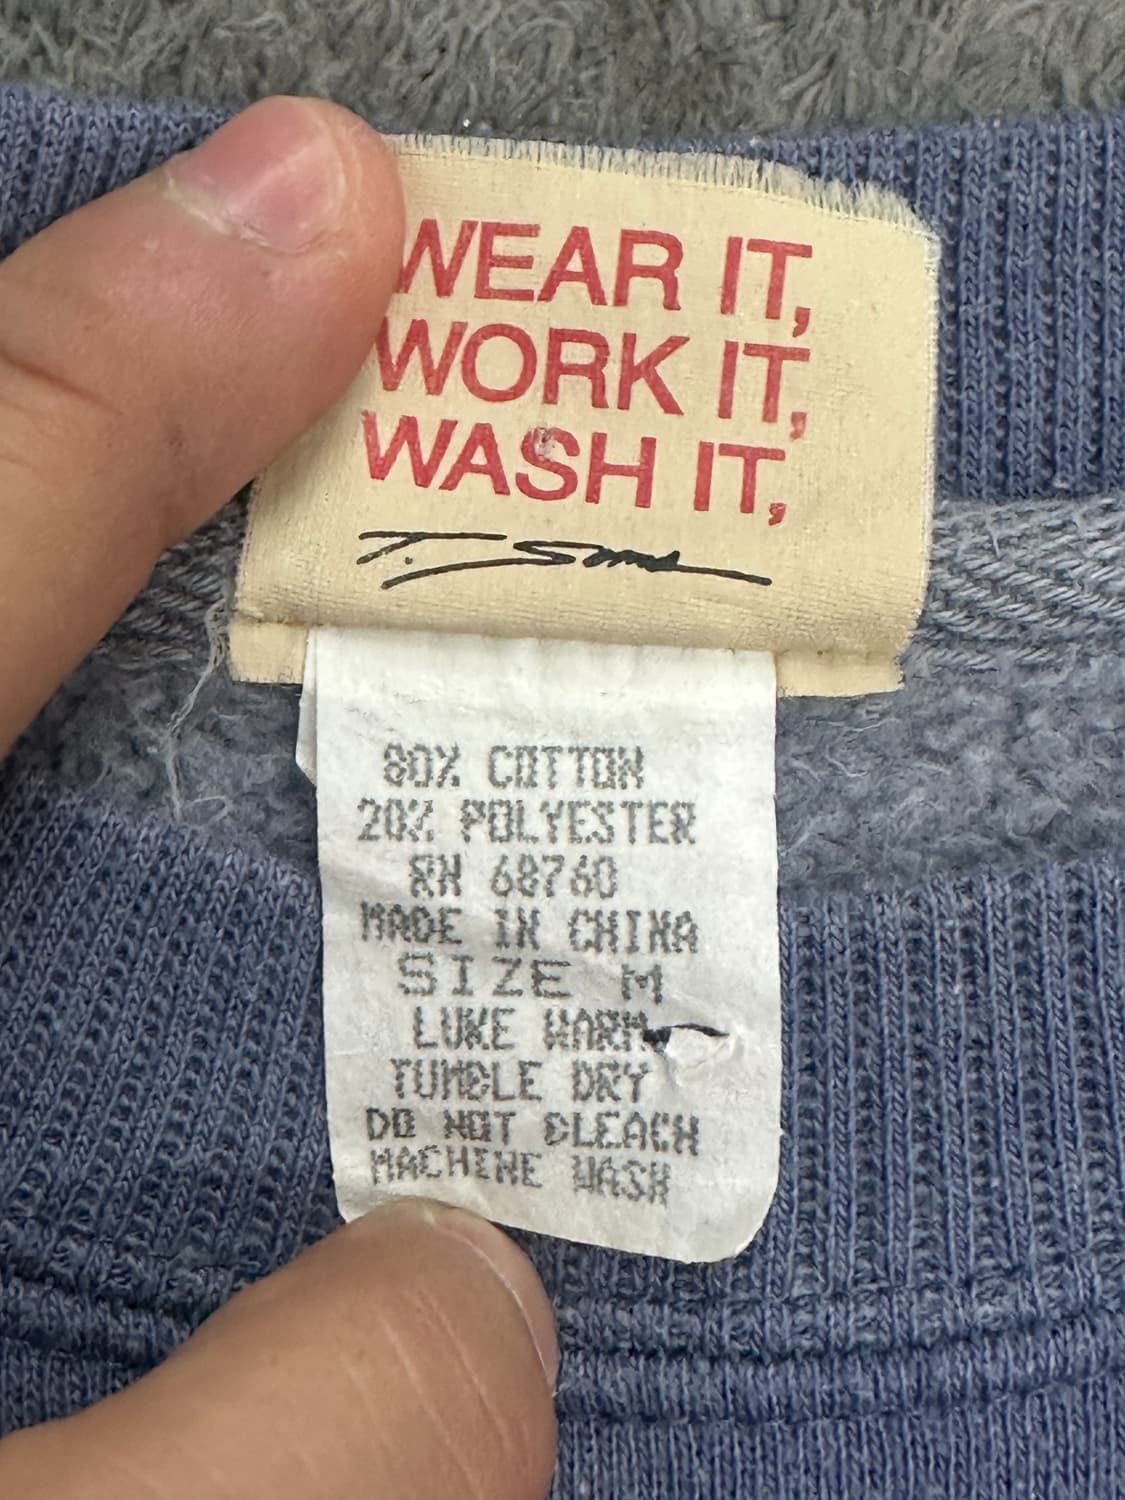 WEAR IT,
WORK IT,
WASH IT,
80% COTTON
20% POLYESTER
RN 68760
MADE IN CHINA
SIZE M
LUKE WARM
TUMBLE DRY
DO NOT BLEACH
MACHINE WASH